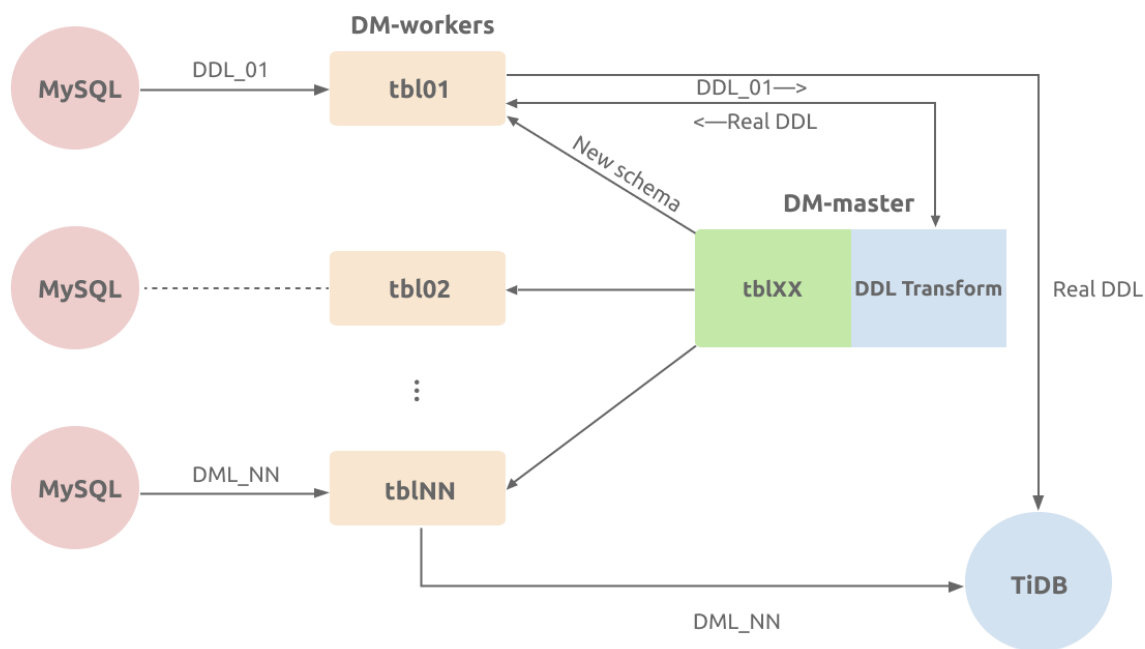 DM-workers
MySQL
DDL_01
tbl01
DDL_01—>
<—Real DDL
New schema
DM-master
MySQL
tbl02
tblXX
DDL Transform
Real DDL
MySQL
DML_NN
tblNN
TiDB
DML_NN